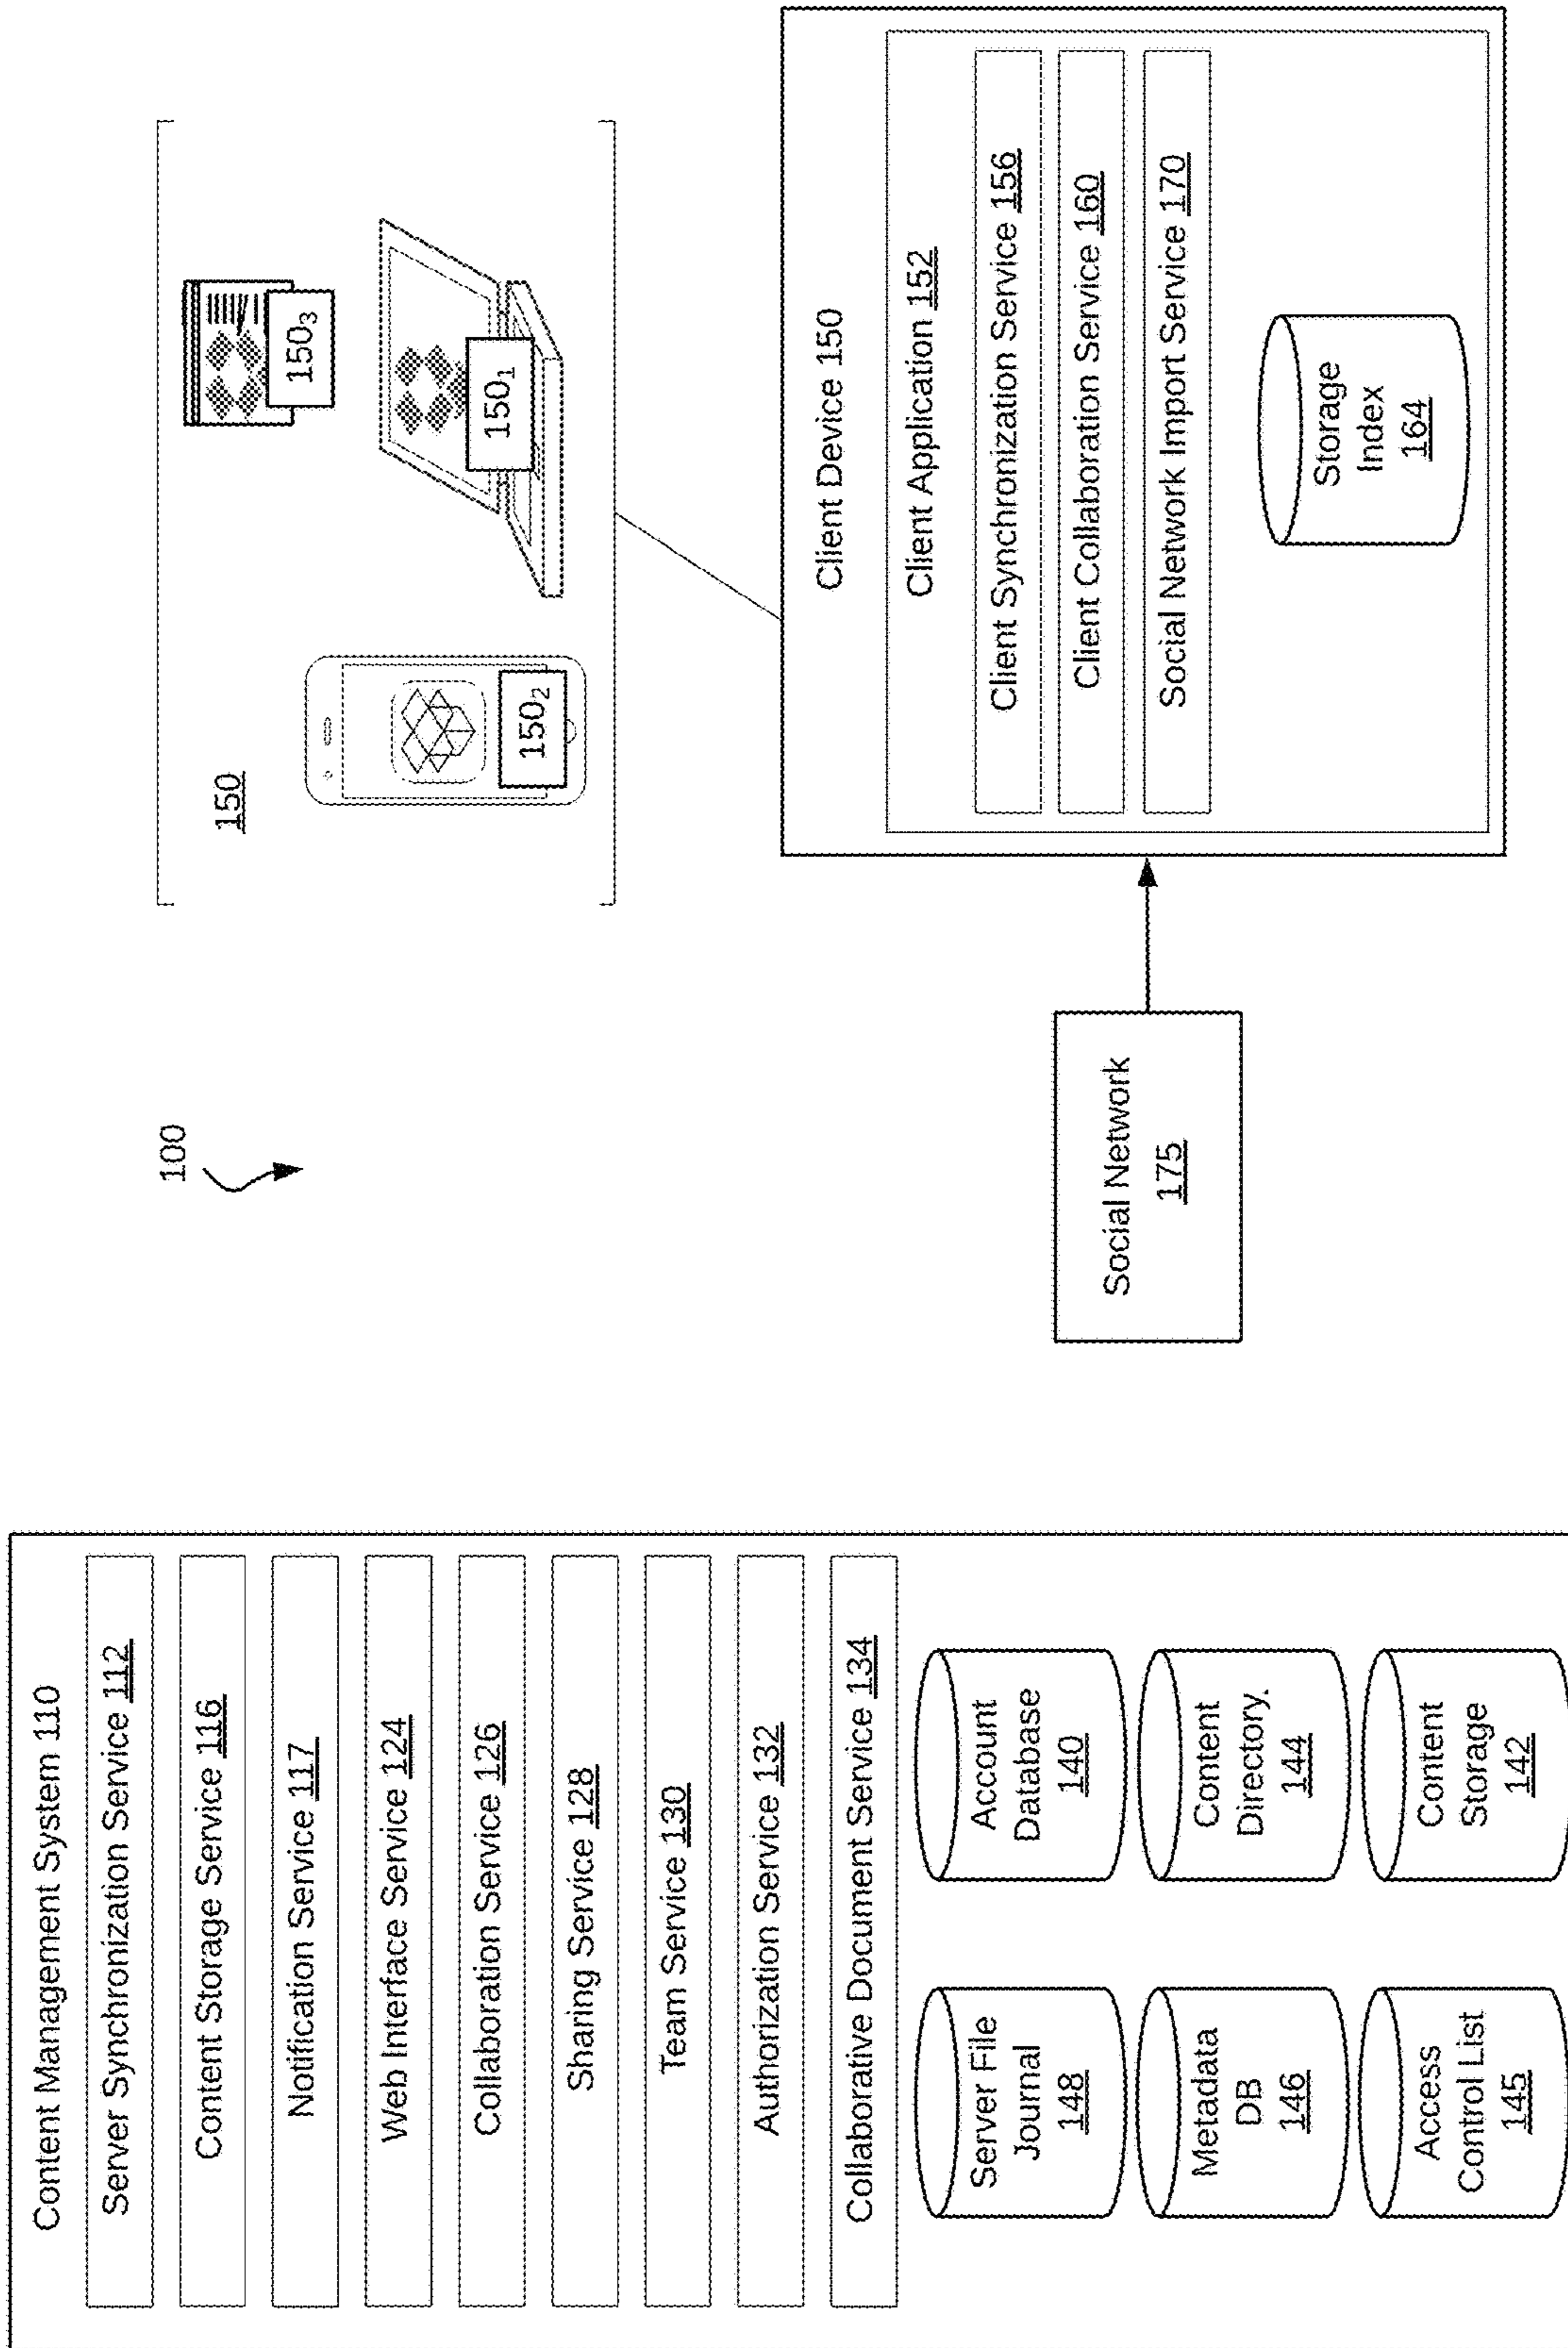 Content Management System 110
Server Synchronization Service 112
Content Storage Service 116
Notification Service 117
Web Interface Service 124
Collaboration Service 126
Sharing Service 128
Team Service 130
Authorization Service 132
Collaborative Document Service 134
Server File
Journal
148
Account
Database
140
Metadata
DB
146
Content
Directory.
144
Access
Control List
145
Content
Storage
142
100
150
150₂
150₁
150₃
Social Network
175
Client Device 150
Client Application 152
Client Synchronization Service 156
Client Collaboration Service 160
Social Network Import Service 170
Storage
Index
164